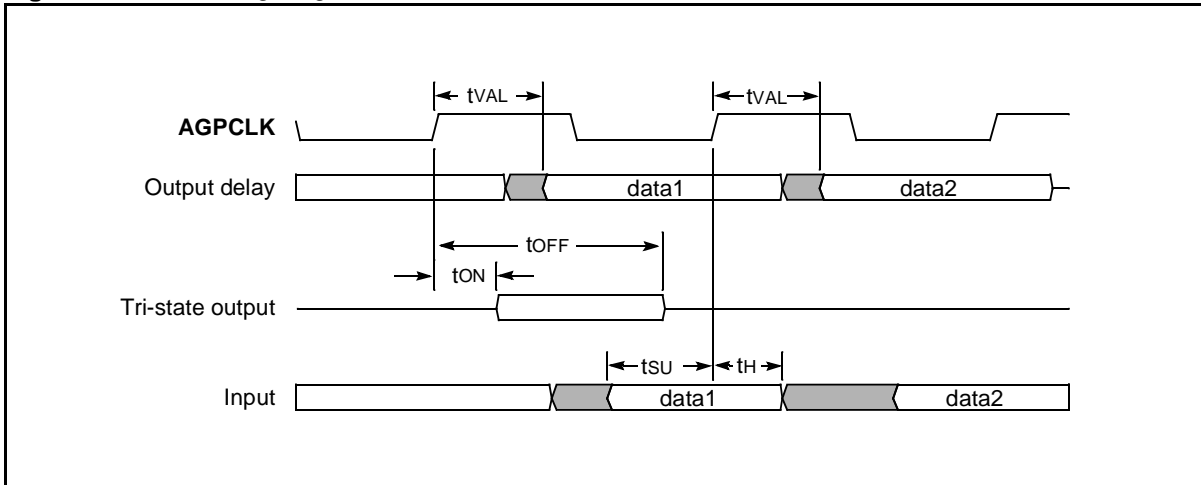 tVAL tVAL
AGPCLK
Output delay data1 data2
tOFF
tON
Tri-state output
tSU tH
Input data1 data2